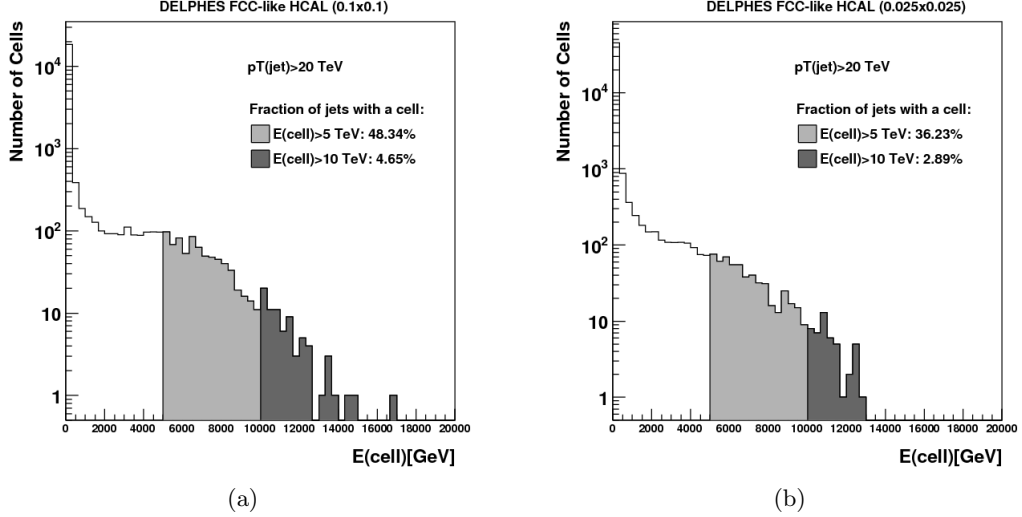 DELPHES FCC-like HCAL (0.1x0.1)
Number of Cells
10^4
10^3
10^2
10
1
pT(jet)>20 TeV
Fraction of jets with a cell:
E(cell)>5 TeV: 48.34%
E(cell)>10 TeV: 4.65%
0 2000 4000 6000 8000 10000 12000 14000 16000 18000 20000
E(cell)[GeV]
(a)
DELPHES FCC-like HCAL (0.025x0.025)
Number of Cells
10^4
10^3
10^2
10
1
pT(jet)>20 TeV
Fraction of jets with a cell:
E(cell)>5 TeV: 36.23%
E(cell)>10 TeV: 2.89%
0 2000 4000 6000 8000 10000 12000 14000 16000 18000 20000
E(cell)[GeV]
(b)